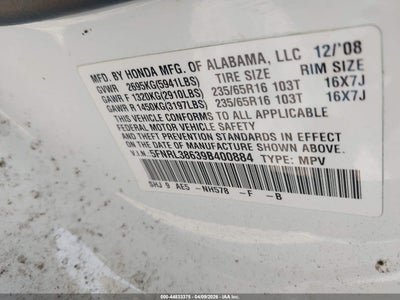 MFD. BY HONDA MFG. OF ALABAMA, LLC 12/'08
GVWR 2695KG(5941LBS) TIRE SIZE RIM SIZE
GAWR F 1320KG(2910LBS) 235/65R16 103T 16X7J
GAWR R 1450KG(3197LBS) 235/65R16 103T 16X7J
THIS VEHICLE CONFORMS TO ALL APPLICABLE
FEDERAL MOTOR VEHICLE SAFETY
AND THEFT PREVENTION STANDARDS IN EFFECT
ON THE DATE OF MANUFACTURE SHOWN ABOVE.
V.I.N. 5FNRL38639B400884 TYPE: MPV
SHJ 9 AE5 -NH578 -F -B
000-44833375 - 04/09/2026 - IAAI.COM